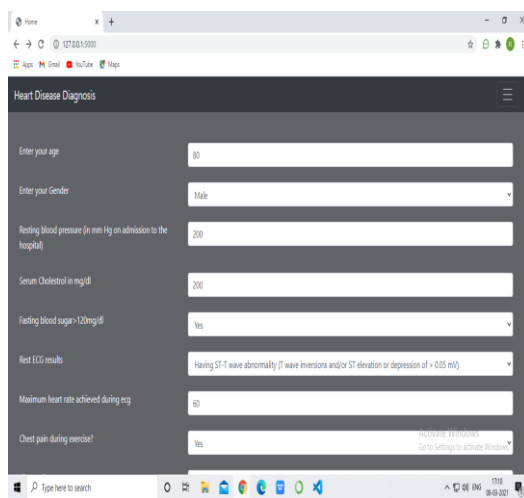 Home
127.0.0.1:5000
Apps Gmail YouTube Maps
Heart Disease Diagnosis
Enter your age
80
Enter your Gender
Male
Resting blood pressure (in mm Hg on admission to the
hospital)
200
Serum Cholestrol in mg/dl
200
Fasting blood sugar>120mg/dl
Yes
Rest ECG results
Having ST-T wave abnormality (T wave inversions and/or ST elevation or depression of > 0.05 mV)
Maximum heart rate achieved during ecg
60
Chest pain during exercise?
Yes
Activate Windows
Go to Settings to activate Windows.
Type here to search
ENG
17:10
08-03-2021